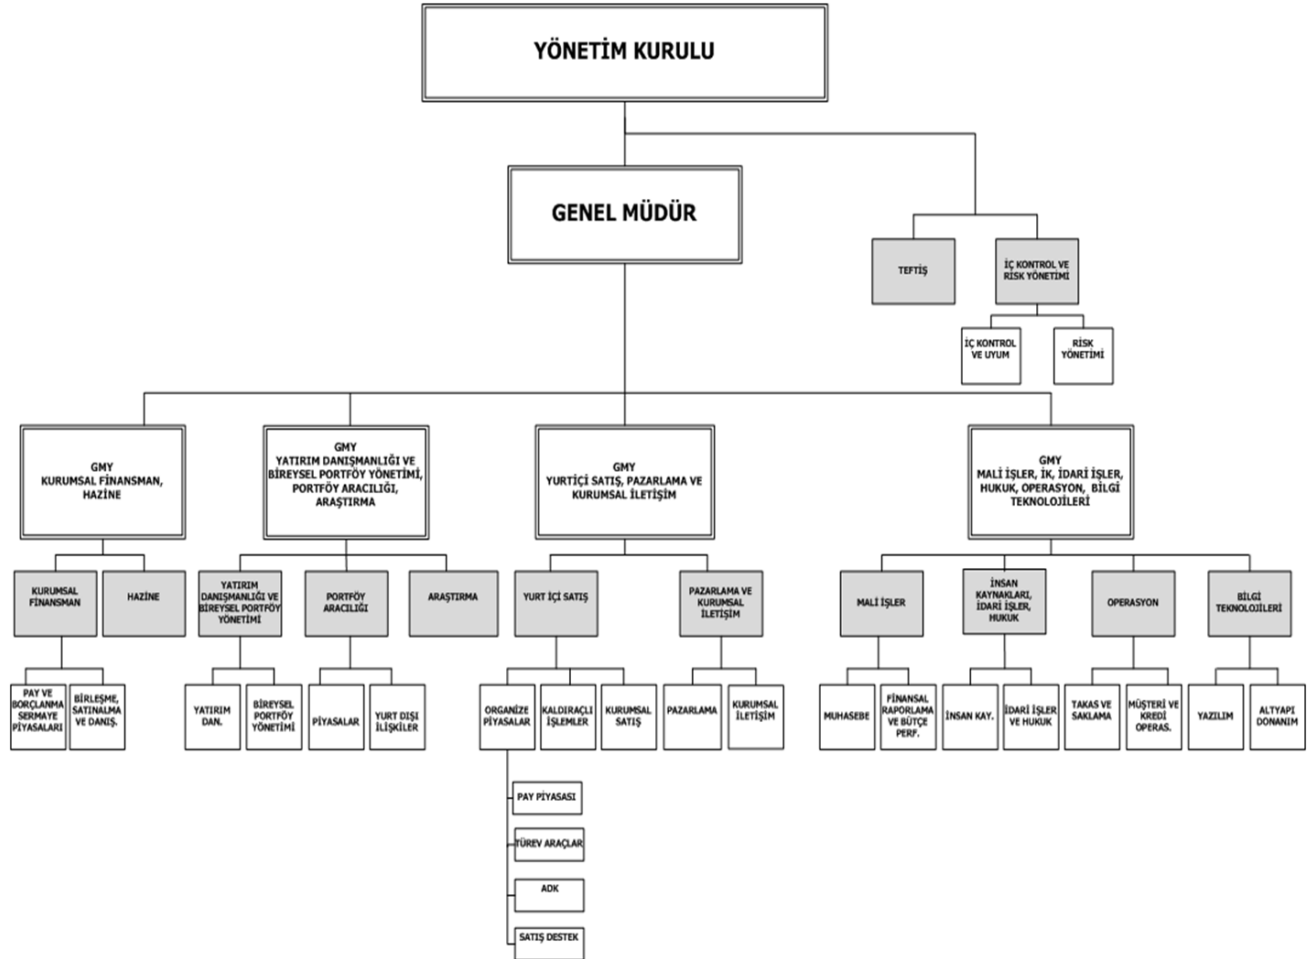 YÖNETİM KURULU
GENEL MÜDÜR
TEFTİŞ
İÇ KONTROL VE
RİSK YÖNETİMİ
İÇ KONTROL
VE UYUM
RİSK
YÖNETİMİ
GMY
KURUMSAL FİNANSMAN,
HAZİNE
GMY
YATIRIM DANIŞMANLIĞI VE
BİREYSEL PORTFÖY YÖNETİMİ,
PORTFÖY ARACILIĞI,
ARAŞTIRMA
GMY
YURTİÇİ SATIŞ, PAZARLAMA VE
KURUMSAL İLETİŞİM
GMY
MALİ İŞLER, İK, İDARİ İŞLER,
HUKUK, OPERASYON, BİLGİ
TEKNOLOJİLERİ
KURUMSAL
FİNANSMAN
HAZİNE
YATIRIM
DANIŞMANLIĞI VE
BİREYSEL PORTFÖY
YÖNETİMİ
PORTFÖY
ARACILIĞI
ARAŞTIRMA
YURT İÇİ SATIŞ
PAZARLAMA VE
KURUMSAL
İLETİŞİM
MALİ İŞLER
İNSAN
KAYNAKLARI,
İDARİ İŞLER,
HUKUK
OPERASYON
BİLGİ
TEKNOLOJİLERİ
PAY VE
BORÇLANMA
SERMAYE
PİYASALARI
BİRLEŞME,
SATINALMA
VE DANIŞ.
YATIRIM
DAN.
BİREYSEL
PORTFÖY
YÖNETİMİ
PİYASALAR
YURT DIŞI
İLİŞKİLER
ORGANIZE
PİYASALAR
KALDIRAÇLI
İŞLEMLER
KURUMSAL
SATIŞ
PAZARLAMA
KURUMSAL
İLETİŞİM
MUHASEBE
FİNANSAL
RAPORLAMA
VE BÜTÇE
PERF.
İNSAN KAY.
İDARİ İŞLER
VE HUKUK
TAKAS VE
SAKLAMA
MÜŞTERİ VE
KREDİ
OPERAS.
YAZILIM
ALTYAPI
DONANIM
PAY PİYASASI
TÜREV ARAÇLAR
ADK
SATIŞ DESTEK